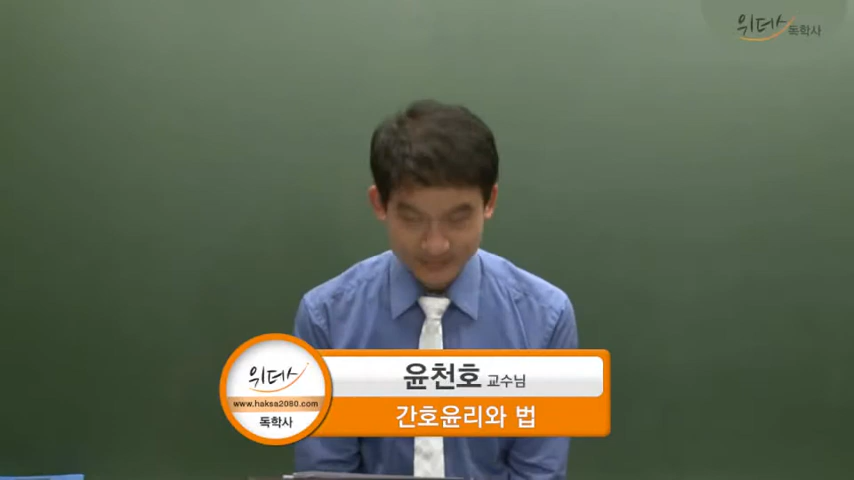 위더스 독학사
윤천호 교수님
위더스
www.haksa2080.com
간호윤리와 법
독학사